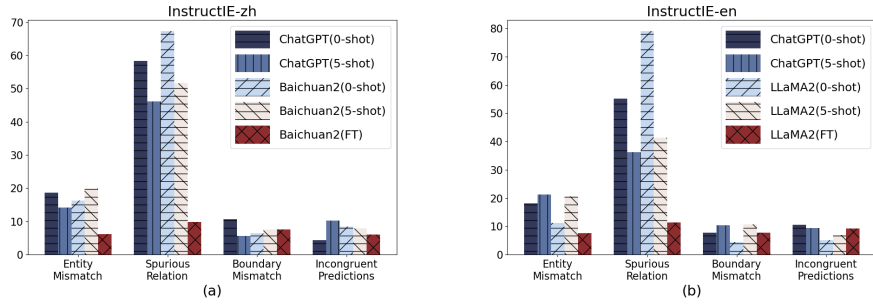 InstructIE-zh
70
60
50
40
30
20
10
0
ChatGPT(0-shot)
ChatGPT(5-shot)
Baichuan2(0-shot)
Baichuan2(5-shot)
Baichuan2(FT)
Entity
Mismatch
Spurious
Relation
Boundary
Mismatch
Incongruent
Predictions
(a)
InstructIE-en
80
70
60
50
40
30
20
10
0
ChatGPT(0-shot)
ChatGPT(5-shot)
LLaMA2(0-shot)
LLaMA2(5-shot)
LLaMA2(FT)
Entity
Mismatch
Spurious
Relation
Boundary
Mismatch
Incongruent
Predictions
(b)